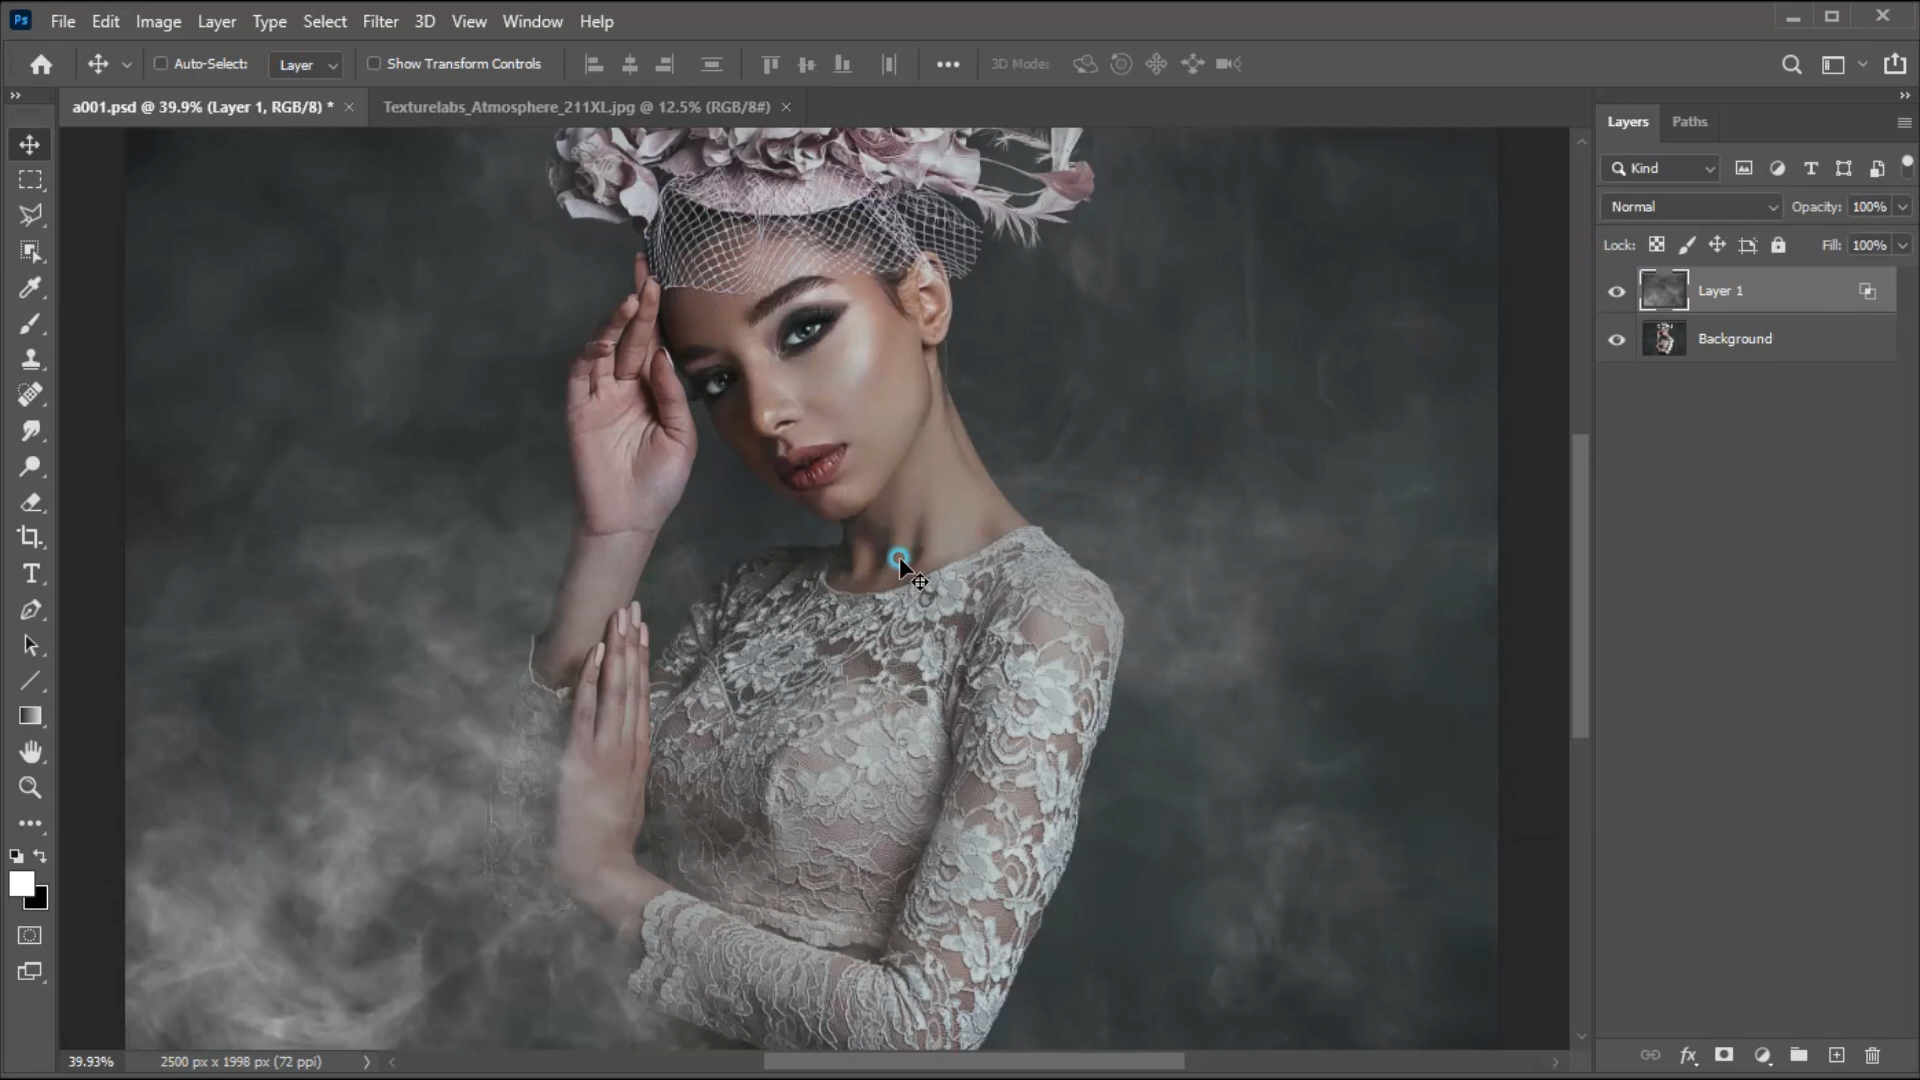 Ps File Edit Image Layer Type Select Filter 3D View Window Help
Auto-Select: Layer Show Transform Controls 3D Mode:
a001.psd @ 39.9% (Layer 1, RGB/8) * Texturelabs_Atmosphere_211XL.jpg @ 12.5% (RGB/8#)
Layers Paths
Kind
Normal Opacity: 100%
Lock: Fill: 100%
Layer 1
Background
39.93% 2500 px x 1998 px (72 ppi)
fx